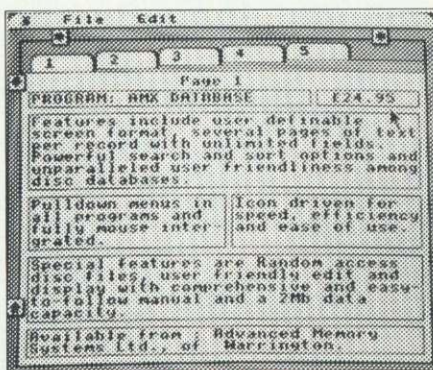 File Edit
1 2 3 4 5
Page 1
PROGRAM: AMX DATABASE £24.95
Features include user definable
screen format, several pages of text
per record with unlimited fields.
Powerful search and sort options and
unparalleled user friendliness among
disc databases.
Pulldown menus in
all programs and
fully mouse inter-
grated.
Icon driven for
speed, efficiency
and ease of use.
Special features are Random access
disc files, user friendly edit and
display with comprehensive and easy-
to-follow manual and a 2Mb data
capacity.
Available from Advanced Memory
Systems Ltd., of Warrington.